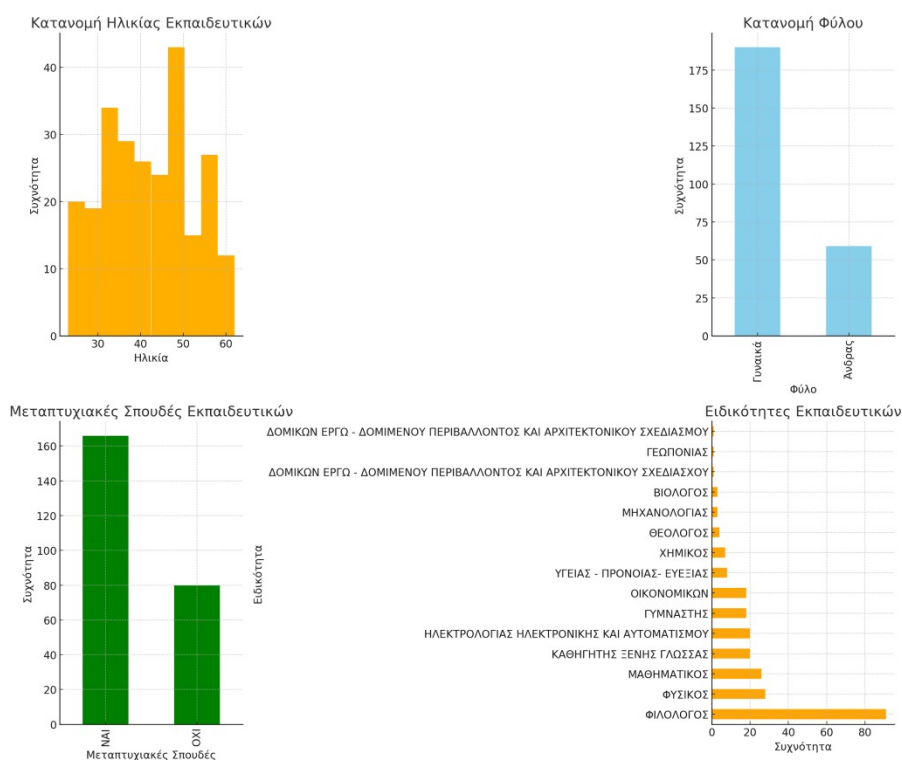 Κατανομή Ηλικίας Εκπαιδευτικών
Συχνότητα
40
30
20
10
0
30 40 50 60
Ηλικία
Κατανομή Φύλου
Συχνότητα
175
150
125
100
75
50
25
0
Γυναικά Άνδρας
Φύλο
Μεταπτυχιακές Σπουδές Εκπαιδευτικών
Συχνότητα
160
140
120
100
80
60
40
20
0
ΝΑΙ ΟΧΙ
Μεταπτυχιακές Σπουδές
Ειδικότητες Εκπαιδευτικών
Ειδικότητα
ΔΟΜΙΚΩΝ ΕΡΓΩ - ΔΟΜΙΜΕΝΟΥ ΠΕΡΙΒΑΛΛΟΝΤΟΣ ΚΑΙ ΑΡΧΙΤΕΚΤΟΝΙΚΟΥ ΣΧΕΔΙΑΣΜΟΥ
ΓΕΩΠΟΝΙΑΣ
ΔΟΜΙΚΩΝ ΕΡΓΩ - ΔΟΜΙΜΕΝΟΥ ΠΕΡΙΒΑΛΛΟΝΤΟΣ ΚΑΙ ΑΡΧΙΤΕΚΤΟΝΙΚΟΥ ΣΧΕΔΙΑΣΧΟΥ
ΒΙΟΛΟΓΟΣ
ΜΗΧΑΝΟΛΟΓΙΑΣ
ΘΕΟΛΟΓΟΣ
ΧΗΜΙΚΟΣ
ΥΓΕΙΑΣ - ΠΡΟΝΟΙΑΣ- ΕΥΕΞΙΑΣ
ΟΙΚΟΝΟΜΙΚΩΝ
ΓΥΜΝΑΣΤΗΣ
ΗΛΕΚΤΡΟΛΟΓΙΑΣ ΗΛΕΚΤΡΟΝΙΚΗΣ ΚΑΙ ΑΥΤΟΜΑΤΙΣΜΟΥ
ΚΑΘΗΓΗΤΗΣ ΞΕΝΗΣ ΓΛΩΣΣΑΣ
ΜΑΘΗΜΑΤΙΚΟΣ
ΦΥΣΙΚΟΣ
ΦΙΛΟΛΟΓΟΣ
0 20 40 60 80
Συχνότητα